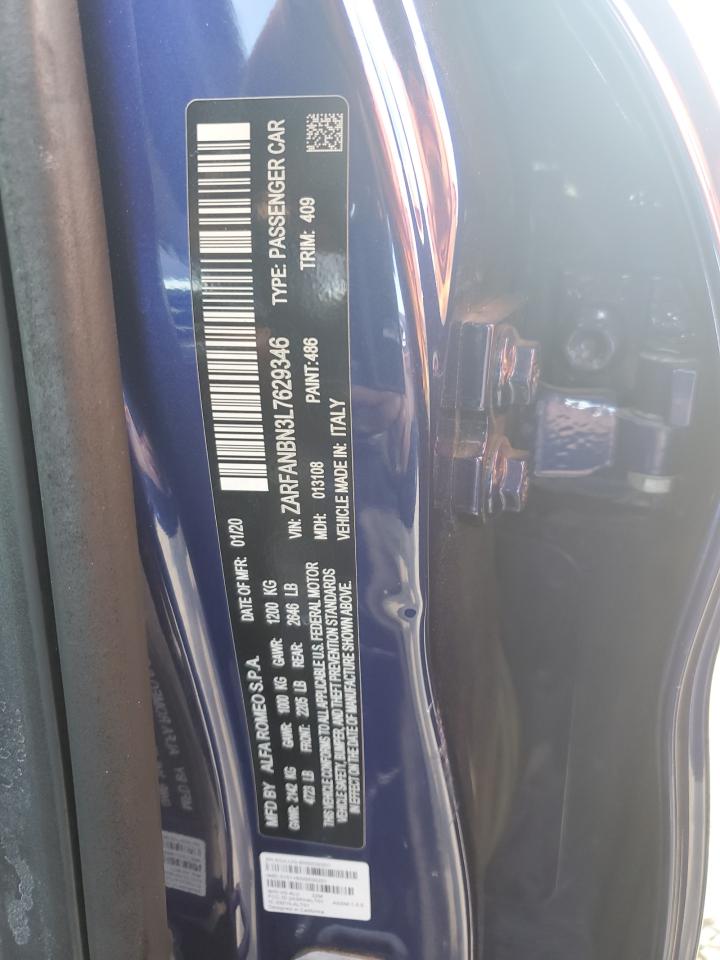 MFD BY ALFA ROMEO S.P.A. DATE OF MFR: 01/20
GVWR: 2142 KG GAWR: 1000 KG GAWR: 1200 KG
4723 LB FRONT: 2205 LB REAR: 2646 LB
THIS VEHICLE CONFORMS TO ALL APPLICABLE U.S. FEDERAL MOTOR
VEHICLE SAFETY, BUMPER, AND THEFT PREVENTION STANDARDS
IN EFFECT ON THE DATE OF MANUFACTURE SHOWN ABOVE.
VIN: ZARFANBN3L7629346 TYPE: PASSENGER CAR
MDH: 013108 PAINT:486 TRIM: 409
VEHICLE MADE IN: ITALY
Designed in California